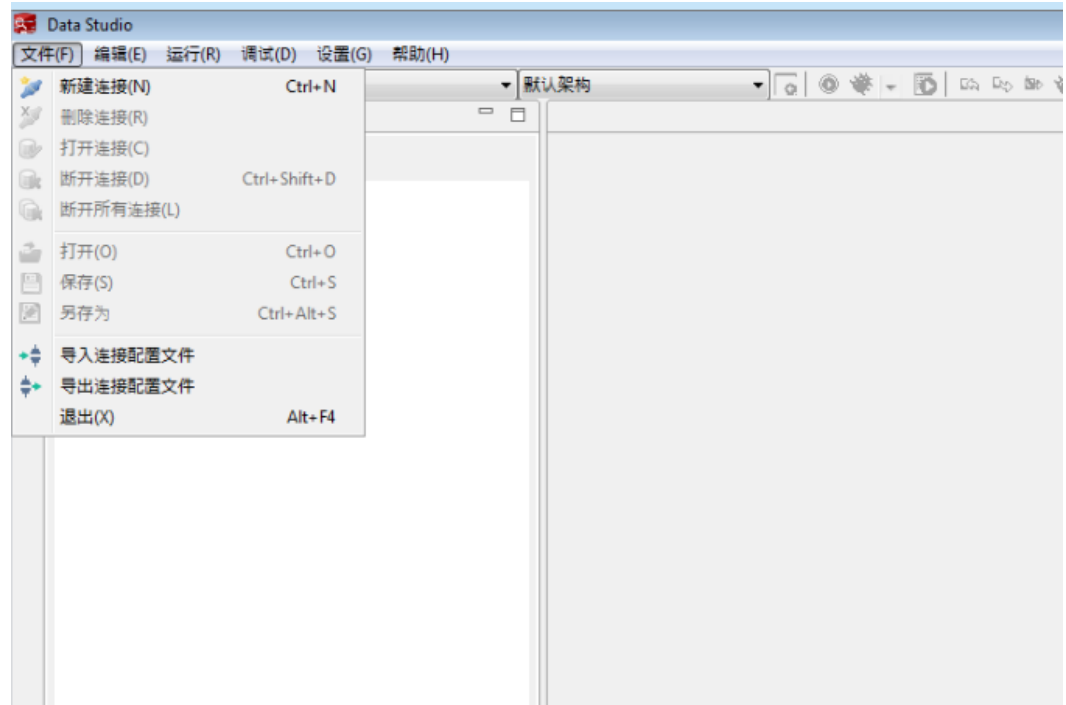 Data Studio
文件(F) 编辑(E) 运行(R) 调试(D) 设置(G) 帮助(H)
新建连接(N) Ctrl+N
默认架构
删除连接(R)
打开连接(C)
断开连接(D) Ctrl+Shift+D
断开所有连接(L)
打开(O) Ctrl+O
保存(S) Ctrl+S
另存为 Ctrl+Alt+S
导入连接配置文件
导出连接配置文件
退出(X) Alt+F4